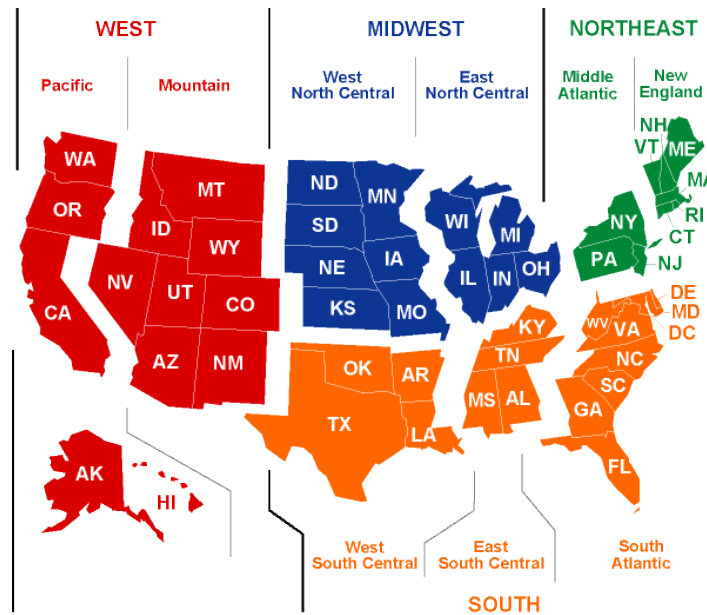 WEST
MIDWEST
NORTHEAST
Pacific
Mountain
West
North Central
East
North Central
Middle
Atlantic
New
England
WA
OR
CA
AK
HI
MT
ID
WY
NV
UT
CO
AZ
NM
ND
MN
SD
NE
IA
KS
MO
WI
MI
IL
IN
OH
NH
VT
ME
MA
RI
CT
NY
PA
NJ
OK
AR
TX
LA
KY
TN
MS
AL
DE
MD
DC
WV
VA
NC
SC
GA
FL
West
South Central
East
South Central
South
Atlantic
SOUTH